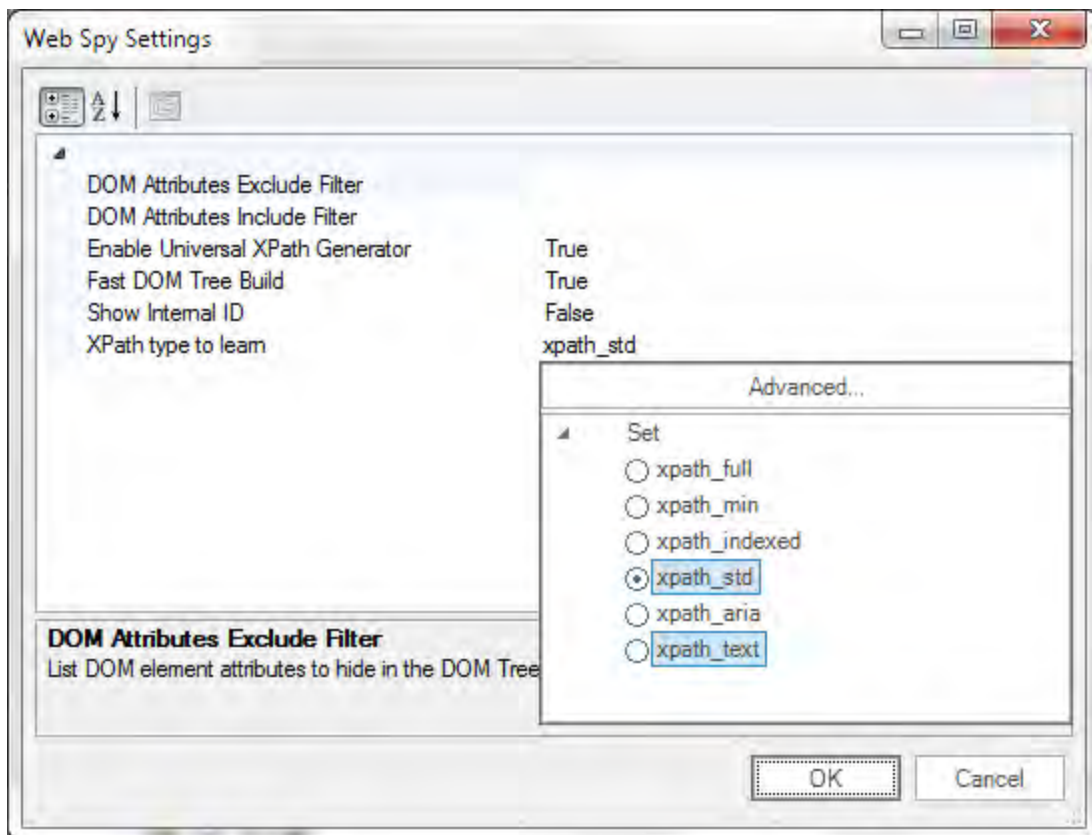 Web Spy Settings
DOM Attributes Exclude Filter
DOM Attributes Include Filter
Enable Universal XPath Generator True
Fast DOM Tree Build True
Show Internal ID False
XPath type to learn xpath_std
Advanced...
Set
xpath_full
xpath_min
xpath_indexed
xpath_std
xpath_aria
xpath_text
DOM Attributes Exclude Filter
List DOM element attributes to hide in the DOM Tree
OK Cancel